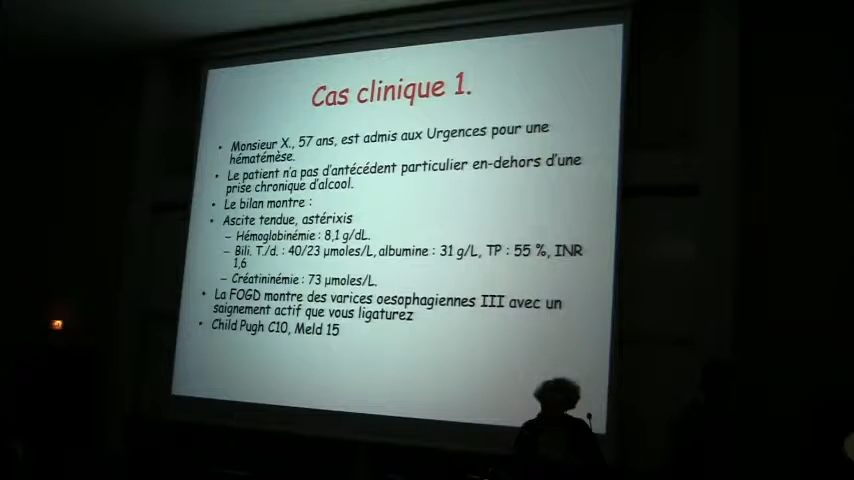 Cas clinique 1.
• Monsieur X., 57 ans, est admis aux Urgences pour une
hématémèse.
• Le patient n'a pas d'antécédent particulier en-dehors d'une
prise chronique d'alcool.
• Le bilan montre :
• Ascite tendue, astérixis
– Hémoglobinémie : 8,1 g/dL.
– Bili. T./d. : 40/23 µmoles/L, albumine : 31 g/L, TP : 55 %, INR
1,6
– Créatininémie : 73 µmoles/L.
• La FOGD montre des varices oesophagiennes III avec un
saignement actif que vous ligaturez
• Child Pugh C10, Meld 15